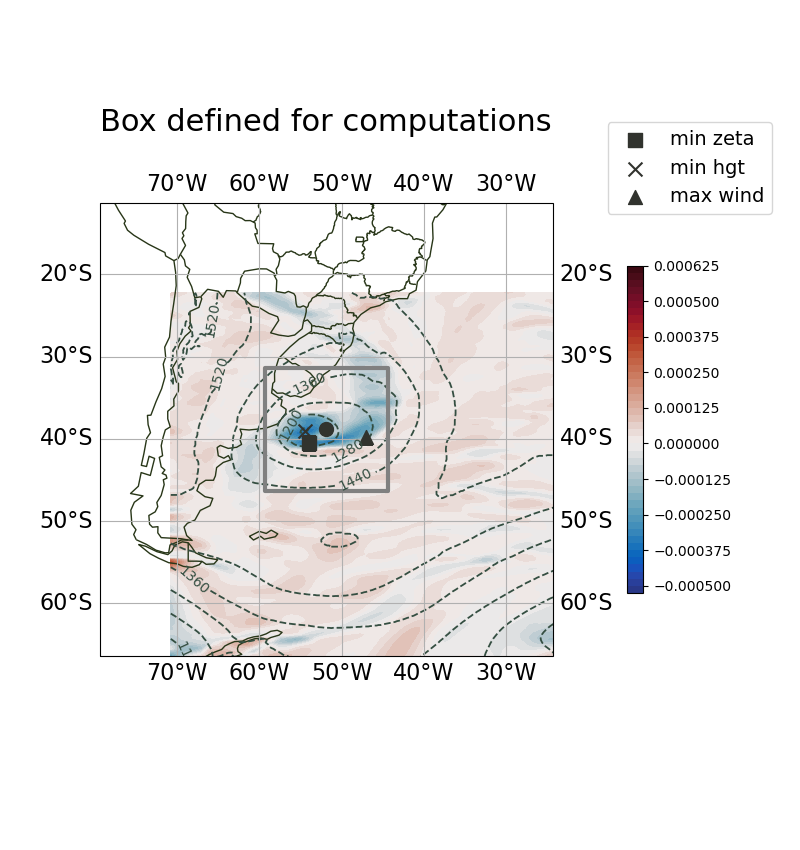 Box defined for computations
min zeta
min hgt
max wind
70°W 60°W 50°W 40°W 30°W
20°S 20°S
30°S 30°S
40°S 40°S
50°S 50°S
60°S 60°S
70°W 60°W 50°W 40°W 30°W
1520
1520
1360
1200
1280
1440
1360
11
0.000625
0.000500
0.000375
0.000250
0.000125
0.000000
−0.000125
−0.000250
−0.000375
−0.000500